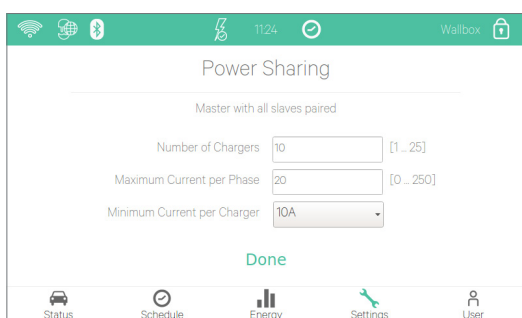 11:24 Wallbox
Power Sharing
Master with all slaves paired
Number of Chargers 10 [1 ... 25]
Maximum Current per Phase 20 [0 ... 250]
Minimum Current per Charger 10A
Done
Status Schedule Energy Settings User